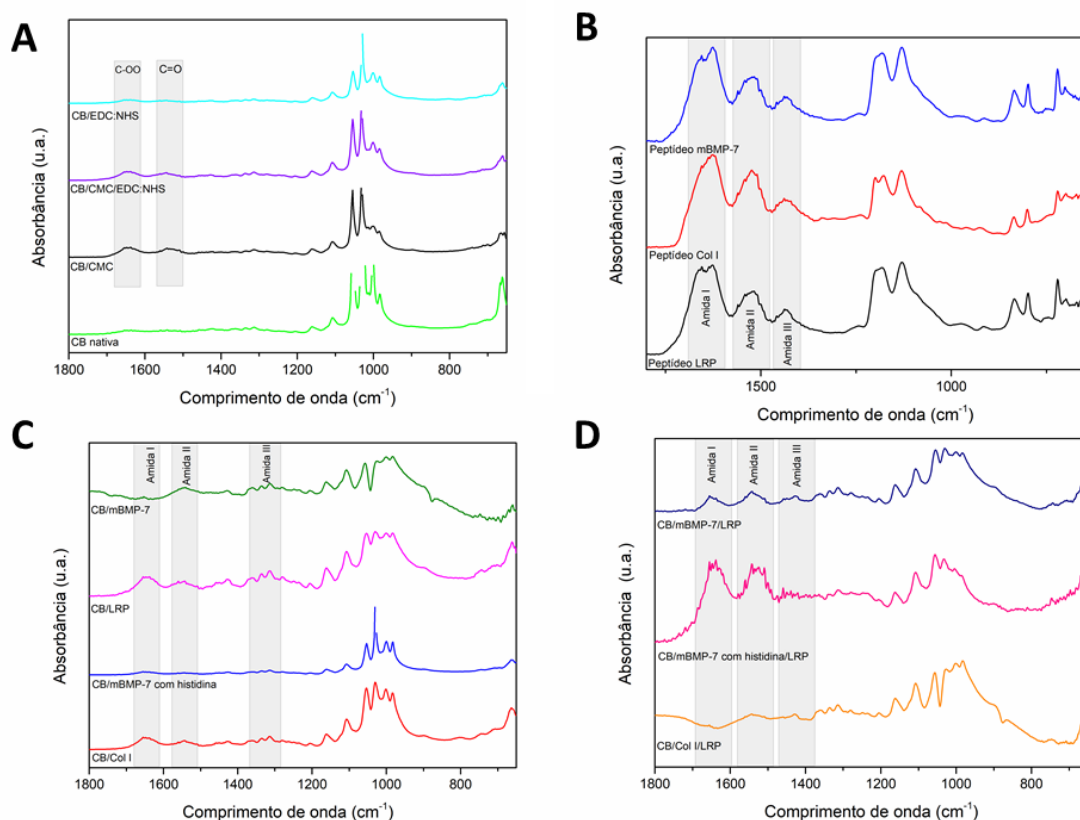 A
C-OO
C=O
CB/EDC:NHS
CB/CMC/EDC:NHS
CB/CMC
CB nativa
Absorbância (u.a.)
1800 1600 1400 1200 1000 800
Comprimento de onda (cm⁻¹)
B
Peptídeo mBMP-7
Peptídeo Col I
Amida I
Amida II
Amida III
Peptídeo LRP
Absorbância (u.a.)
1500 1000
Comprimento de onda (cm⁻¹)
C
Amida I
Amida II
Amida III
CB/mBMP-7
CB/LRP
CB/mBMP-7 com histidina
CB/Col I
Absorbância (u.a.)
1800 1600 1400 1200 1000 800
Comprimento de onda (cm⁻¹)
D
Amida I
Amida II
Amida III
CB/mBMP-7/LRP
CB/mBMP-7 com histidina/LRP
CB/Col I/LRP
Absorbância (u.a.)
1800 1600 1400 1200 1000 800
Comprimento de onda (cm⁻¹)